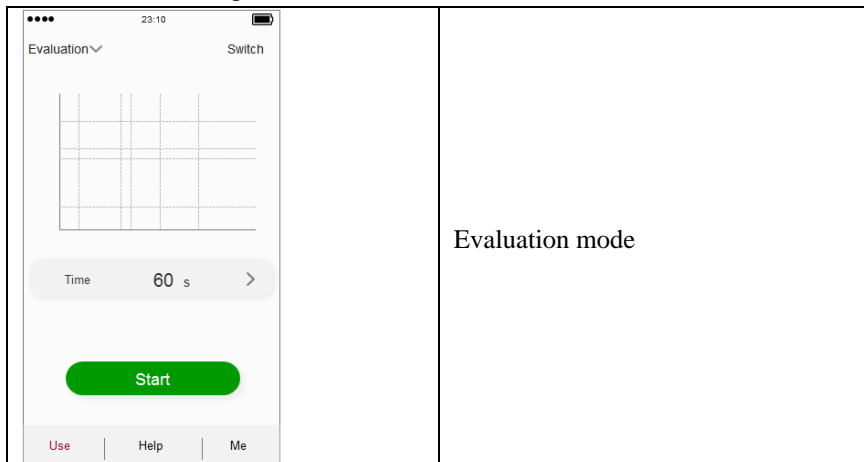 23:10
Evaluation Switch
Time 60 s
Evaluation mode
Start
Use Help Me